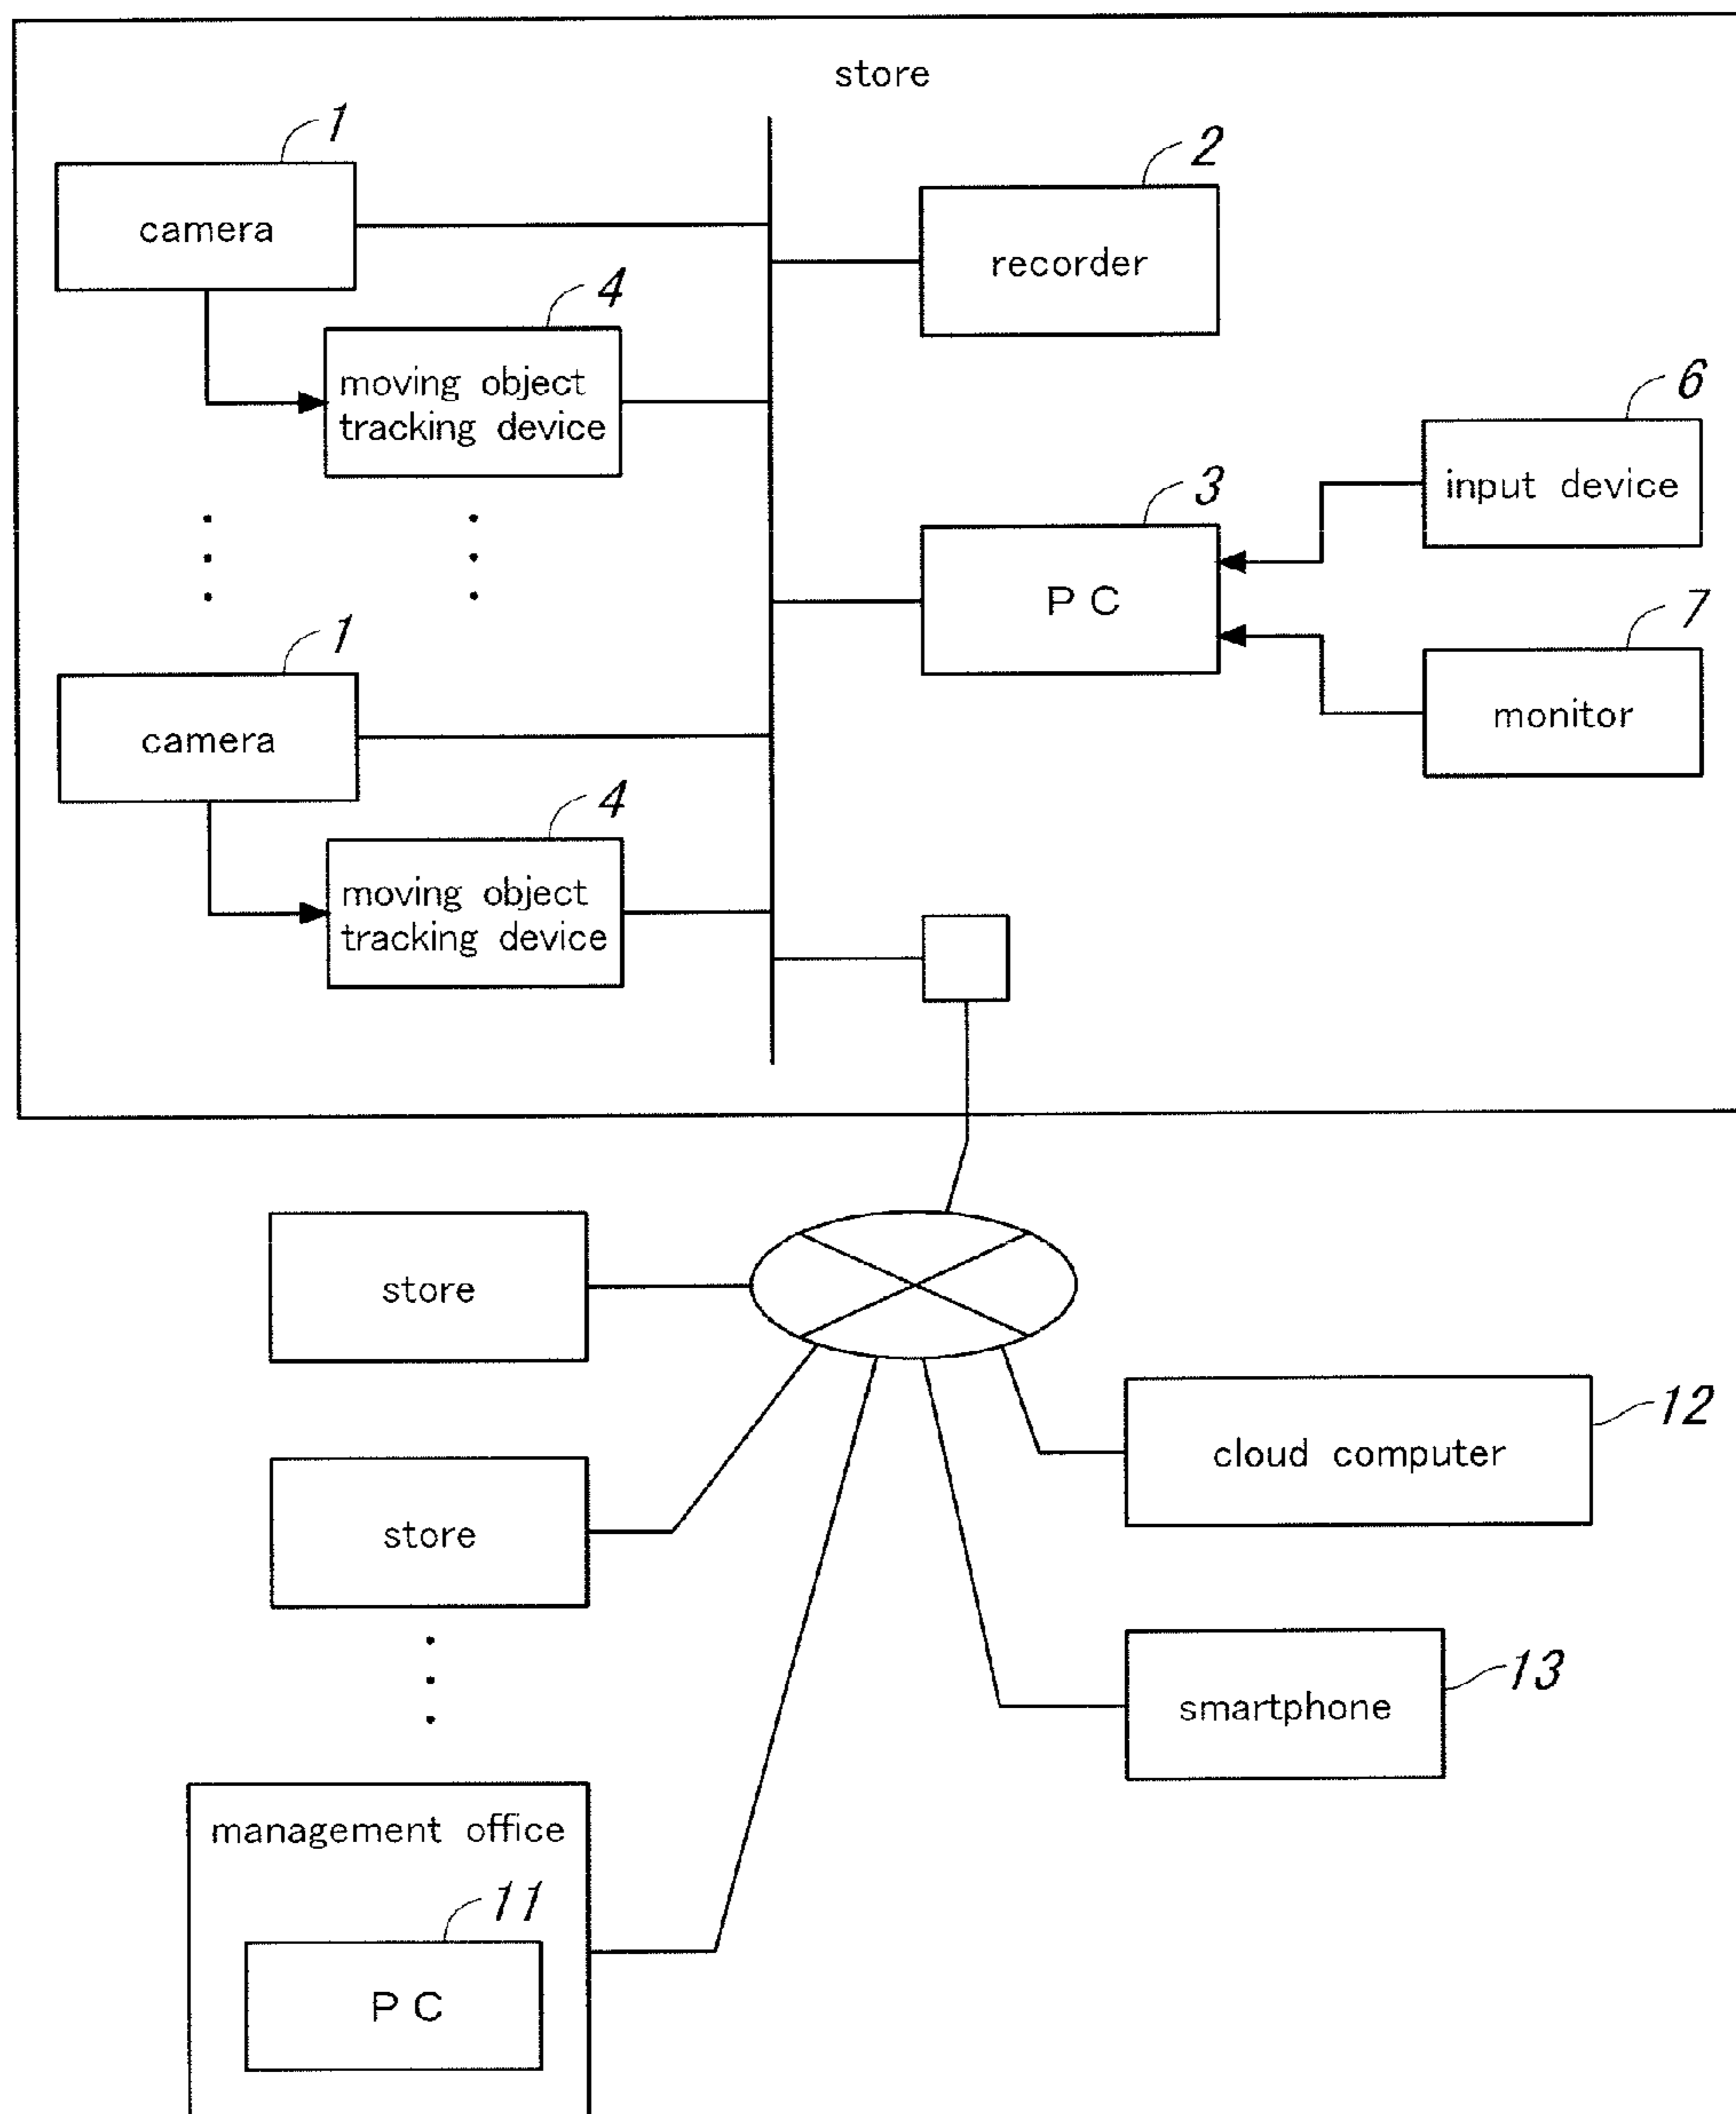 store
1
camera
2
recorder
4
moving object
tracking device
6
input device
3
PC
7
monitor
1
camera
4
moving object
tracking device
store
12
cloud computer
store
13
smartphone
management office
11
PC